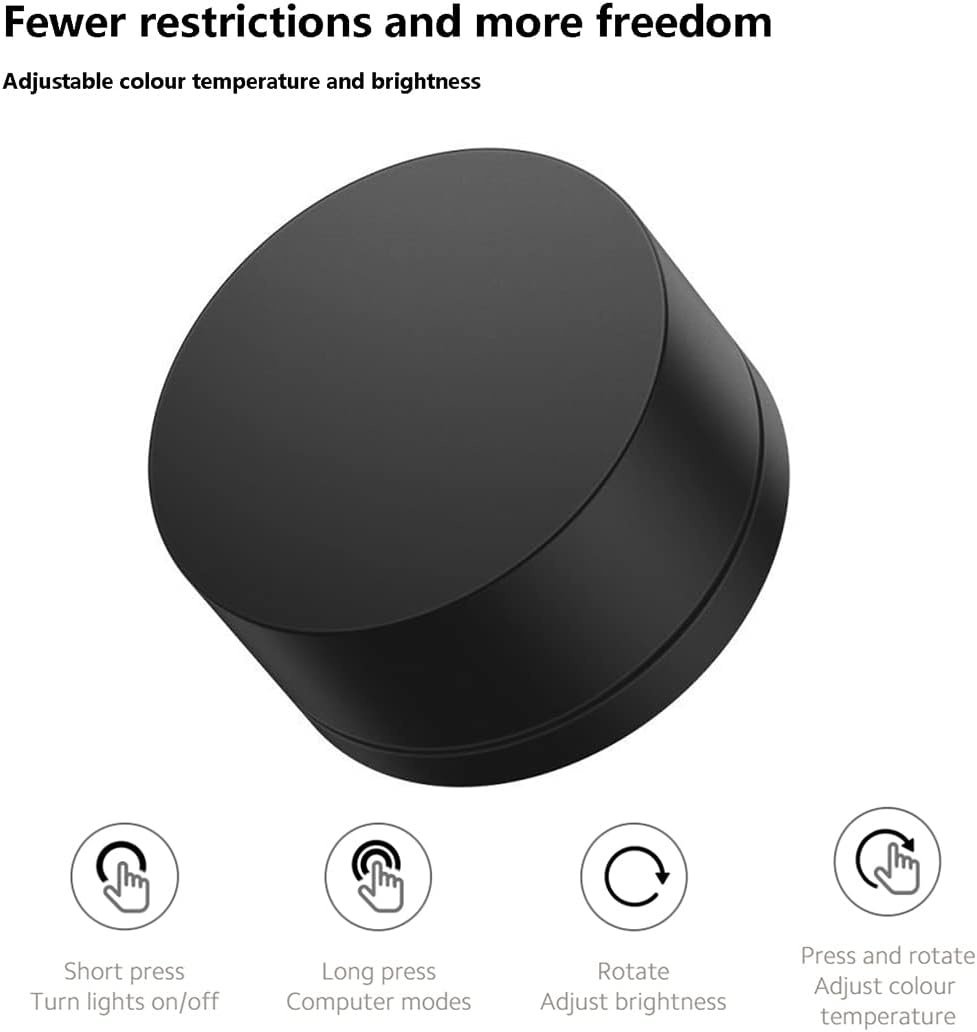 Fewer restrictions and more freedom
Adjustable colour temperature and brightness
Short press
Turn lights on/off
Long press
Computer modes
Rotate
Adjust brightness
Press and rotate
Adjust colour
temperature